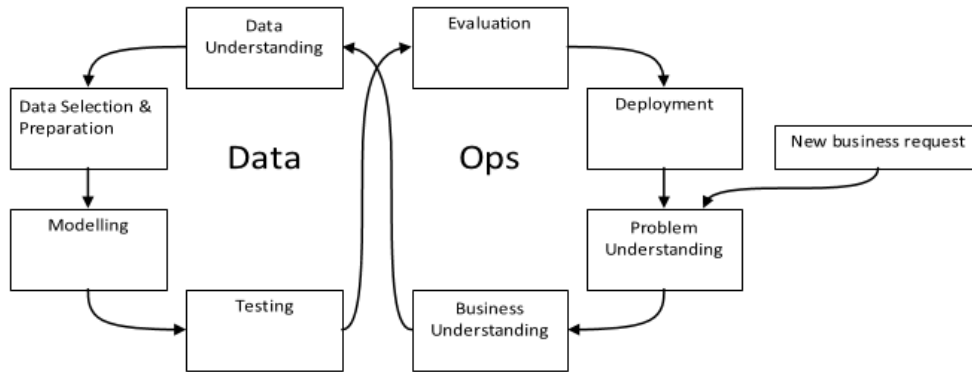 Data
Understanding
Evaluation
Data Selection &
Preparation
Deployment
New business request
Data
Ops
Modelling
Problem
Understanding
Testing
Business
Understanding